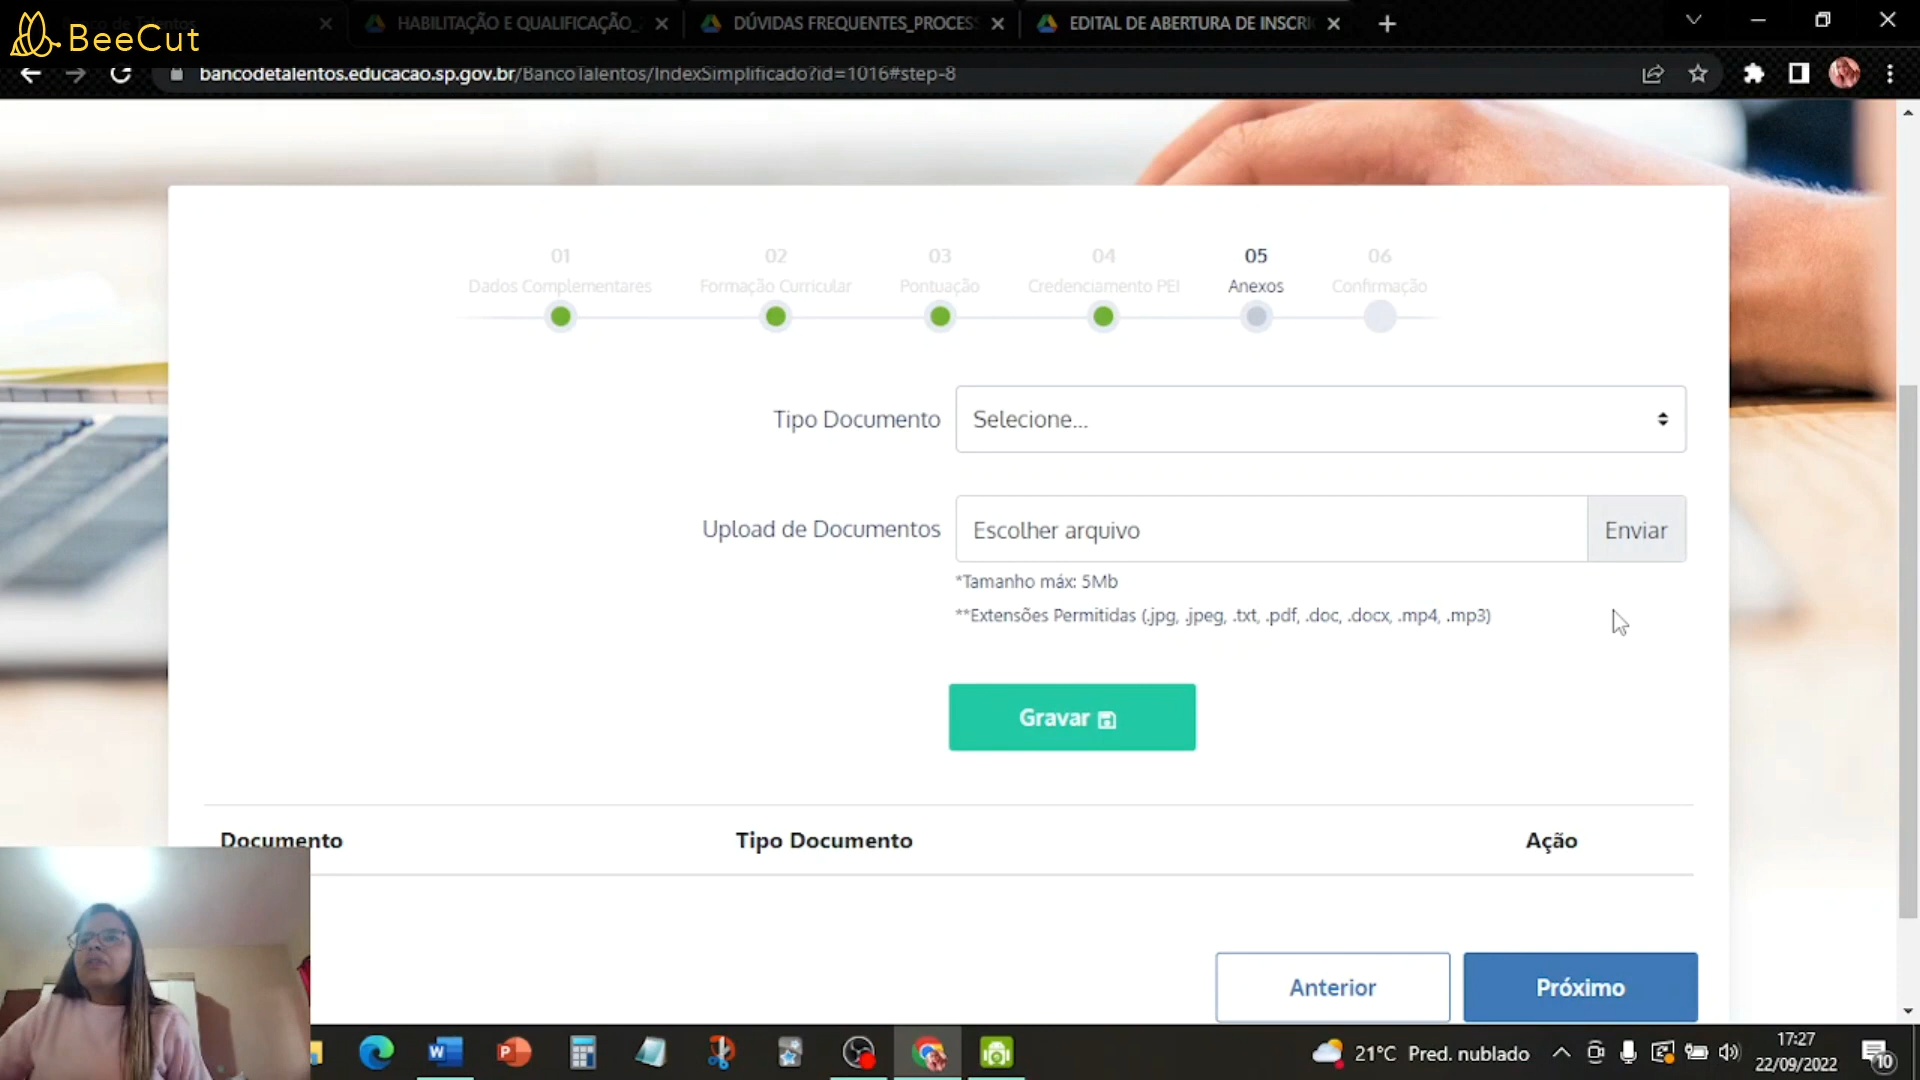 BeeCut
HABILITAÇÃO E QUALIFICAÇÃO_
DÚVIDAS FREQUENTES_PROCES
EDITAL DE ABERTURA DE INSCRI
bancodetalentos.educacao.sp.gov.br/BancoTalentos/IndexSimplificado?id=1016#step-8
01 02 03 04 05 06
Dados Complementares Formação Curricular Pontuação Credenciamento PEI Anexos Confirmação
Tipo Documento Selecione...
Upload de Documentos Escolher arquivo Enviar
*Tamanho máx: 5Mb
**Extensões Permitidas (.jpg, .jpeg, .txt, .pdf, .doc, .docx, .mp4, .mp3)
Gravar
Documento Tipo Documento Ação
Anterior Próximo
21°C Pred. nublado
17:27
22/09/2022
10